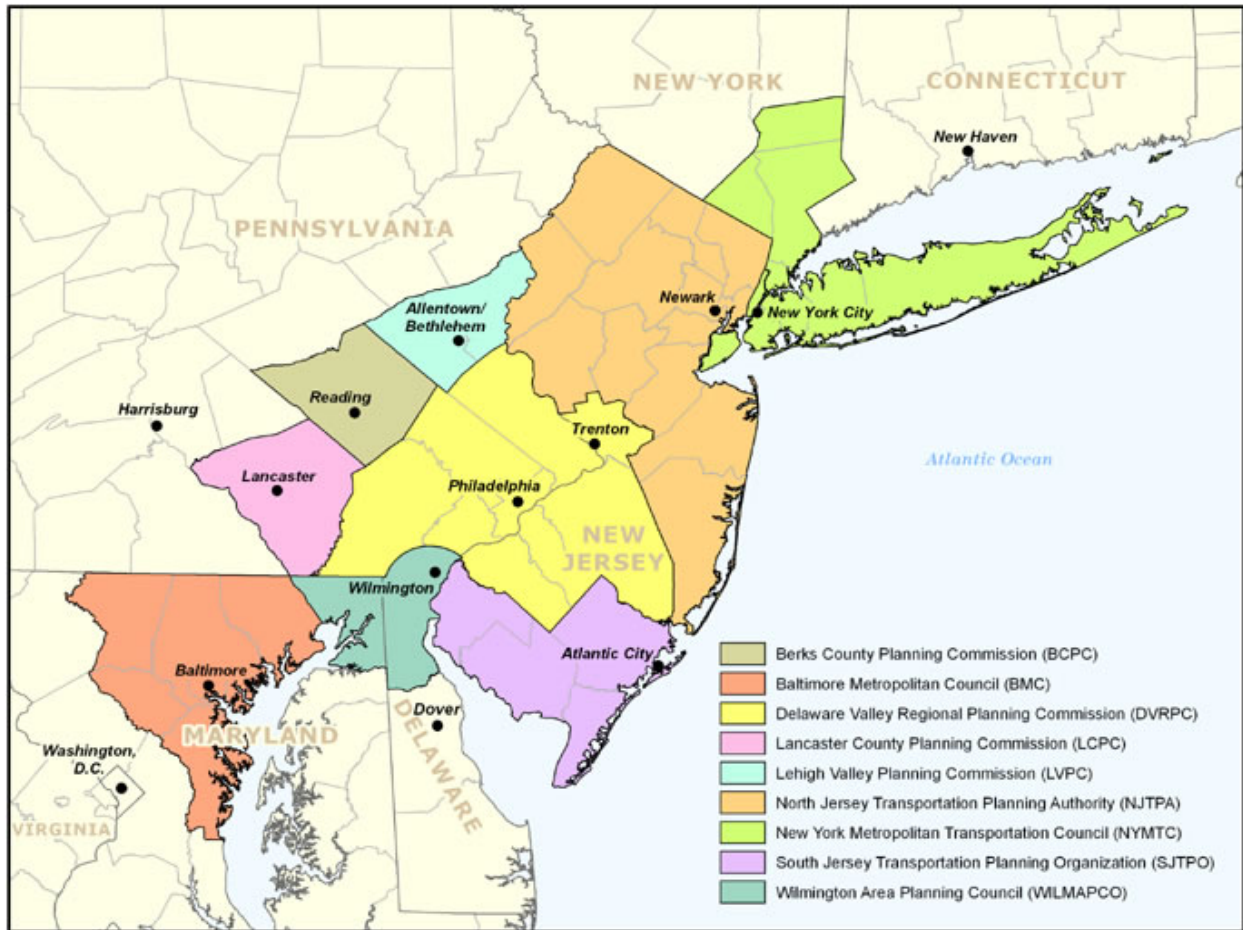 NEW YORK
CONNECTICUT
New Haven
PENNSYLVANIA
Allentown/
Bethlehem
Newark
New York City
Reading
Harrisburg
Trenton
Lancaster
Atlantic Ocean
Philadelphia
NEW
JERSEY
Wilmington
Atlantic City
Baltimore
Dover
MARYLAND
DELAWARE
Washington,
D.C.
VIRGINIA
Berks County Planning Commission (BCPC)
Baltimore Metropolitan Council (BMC)
Delaware Valley Regional Planning Commission (DVRPC)
Lancaster County Planning Commission (LCPC)
Lehigh Valley Planning Commission (LVPC)
North Jersey Transportation Planning Authority (NJTPA)
New York Metropolitan Transportation Council (NYMTC)
South Jersey Transportation Planning Organization (SJTPO)
Wilmington Area Planning Council (WILMAPCO)